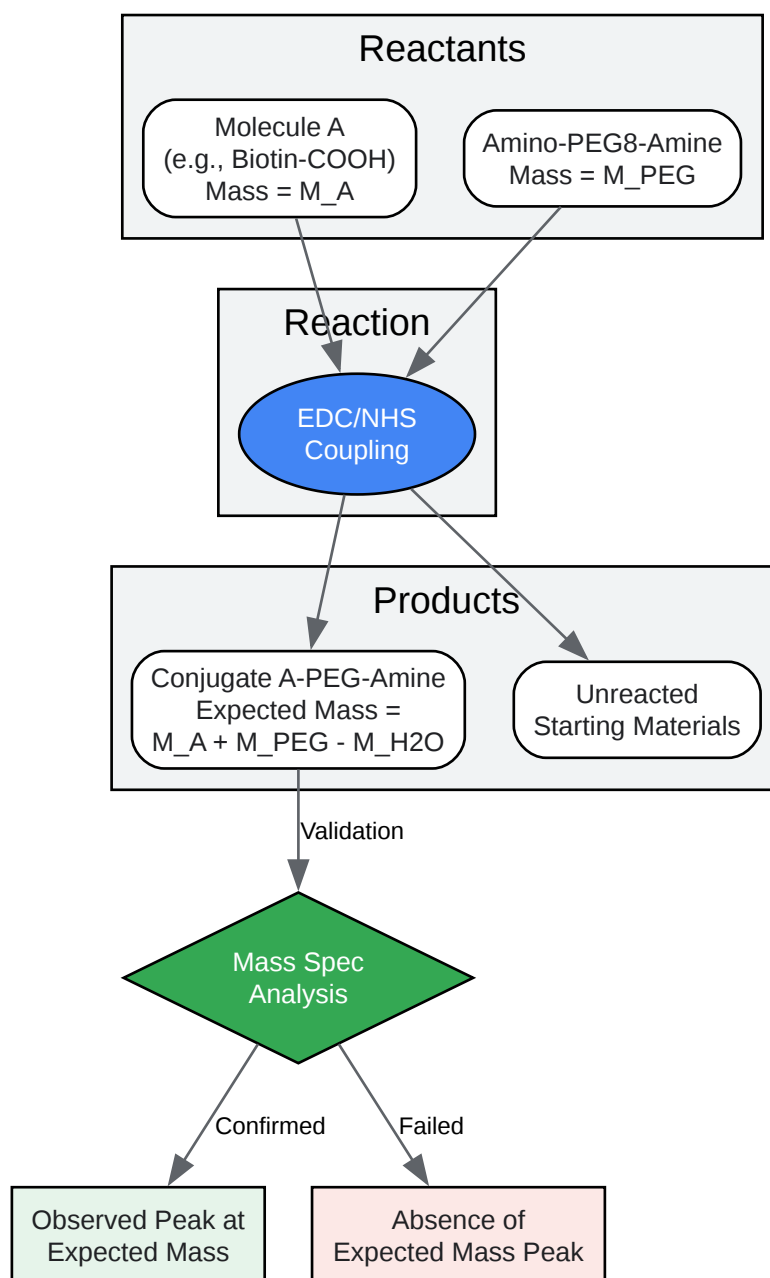 Reactants
Molecule A
(e.g., Biotin-COOH)
Mass = M_A
Amino-PEG8-Amine
Mass = M_PEG
Reaction
EDC/NHS
Coupling
Products
Conjugate A-PEG-Amine
Expected Mass =
M_A + M_PEG - M_H2O
Unreacted
Starting Materials
Validation
Mass Spec
Analysis
Confirmed
Failed
Observed Peak at
Expected Mass
Absence of
Expected Mass Peak